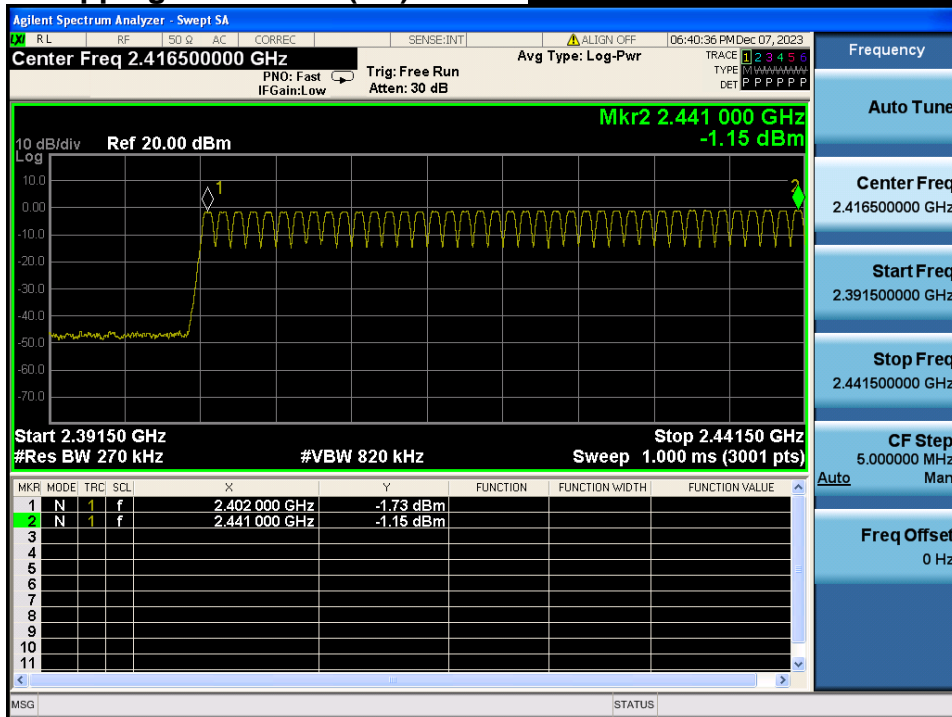 Agilent Spectrum Analyzer - Swept SA
LXI RL RF 50 Ω AC CORREC SENSE:INT ALIGN OFF 06:40:36 PM Dec 07, 2023
Center Freq 2.416500000 GHz
PNO: Fast
IFGain:Low
Trig: Free Run
Atten: 30 dB
Avg Type: Log-Pwr
TRACE 1 2 3 4 5 6
TYPE M W W W W W
DET P P P P P P
Mkr2 2.441 000 GHz
-1.15 dBm
10 dB/div Ref 20.00 dBm
Log
10.0
0.00
-10.0
-20.0
-30.0
-40.0
-50.0
-60.0
-70.0
1
2
Start 2.39150 GHz Stop 2.44150 GHz
#Res BW 270 kHz #VBW 820 kHz Sweep 1.000 ms (3001 pts)
MKR MODE TRC SCL X Y FUNCTION FUNCTION WIDTH FUNCTION VALUE
1 N 1 f 2.402 000 GHz -1.73 dBm
2 N 1 f 2.441 000 GHz -1.15 dBm
3
4
5
6
7
8
9
10
11
MSG STATUS
Frequency
Auto Tune
Center Freq
2.416500000 GHz
Start Freq
2.391500000 GHz
Stop Freq
2.441500000 GHz
CF Step
5.000000 MHz
Auto Man
Freq Offset
0 Hz